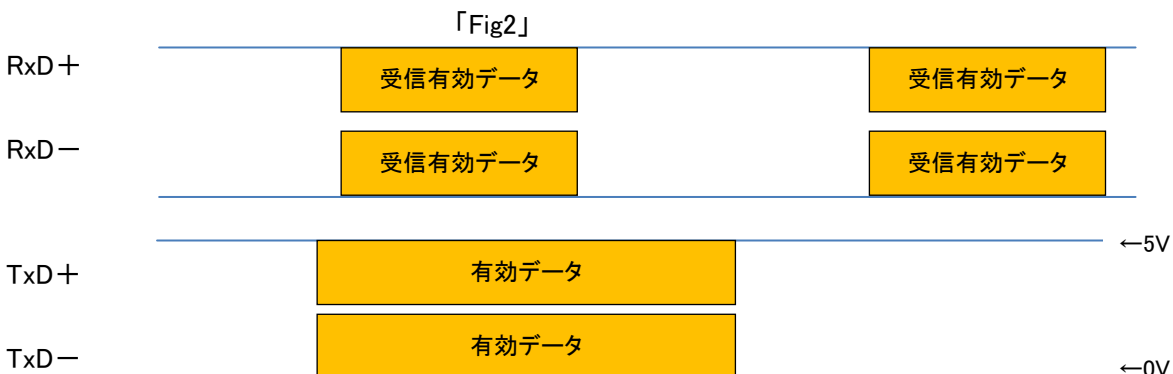 「Fig2」
RxD＋
受信有効データ 受信有効データ
RxD－
受信有効データ 受信有効データ
←5V
TxD＋
有効データ
有効データ
TxD－
←0V